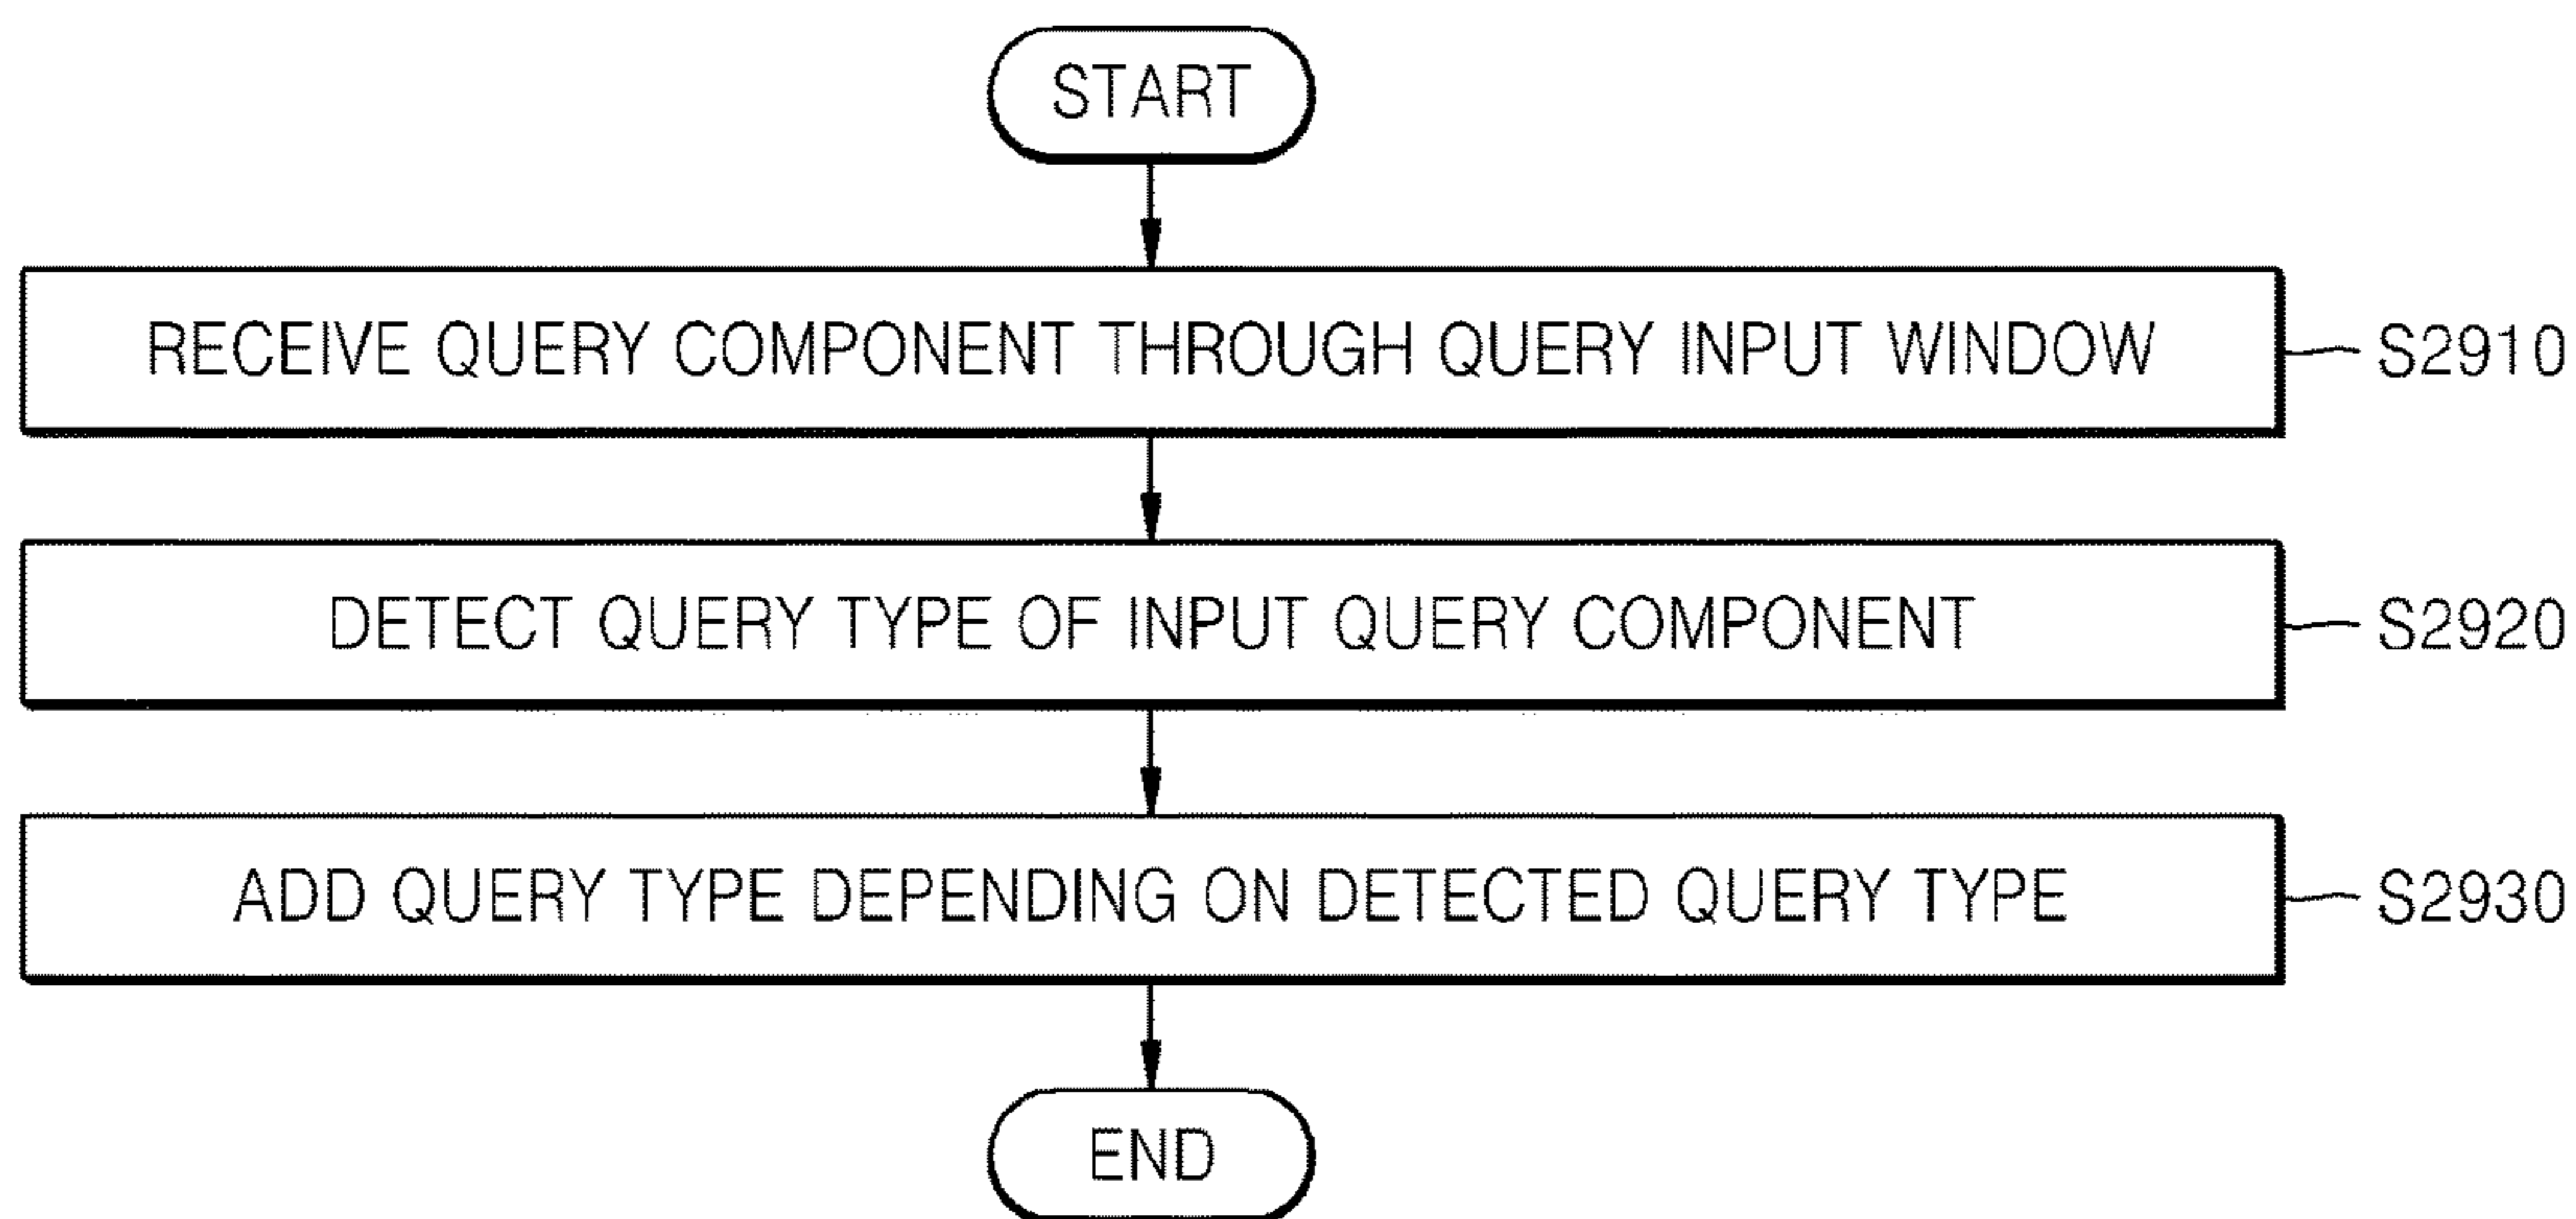 START
RECEIVE QUERY COMPONENT THROUGH QUERY INPUT WINDOW
S2910
DETECT QUERY TYPE OF INPUT QUERY COMPONENT
S2920
ADD QUERY TYPE DEPENDING ON DETECTED QUERY TYPE
S2930
END